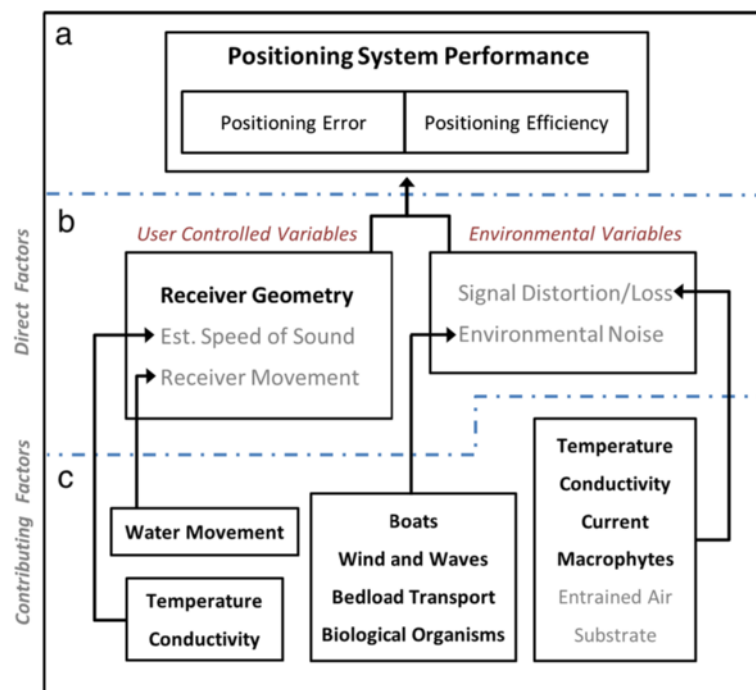 a
Positioning System Performance
Positioning Error
Positioning Efficiency
Direct Factors
b
User Controlled Variables
Environmental Variables
Receiver Geometry
Est. Speed of Sound
Receiver Movement
Signal Distortion/Loss
Environmental Noise
Contributing Factors
c
Water Movement
Temperature
Conductivity
Boats
Wind and Waves
Bedload Transport
Biological Organisms
Temperature
Conductivity
Current
Macrophytes
Entrained Air
Substrate